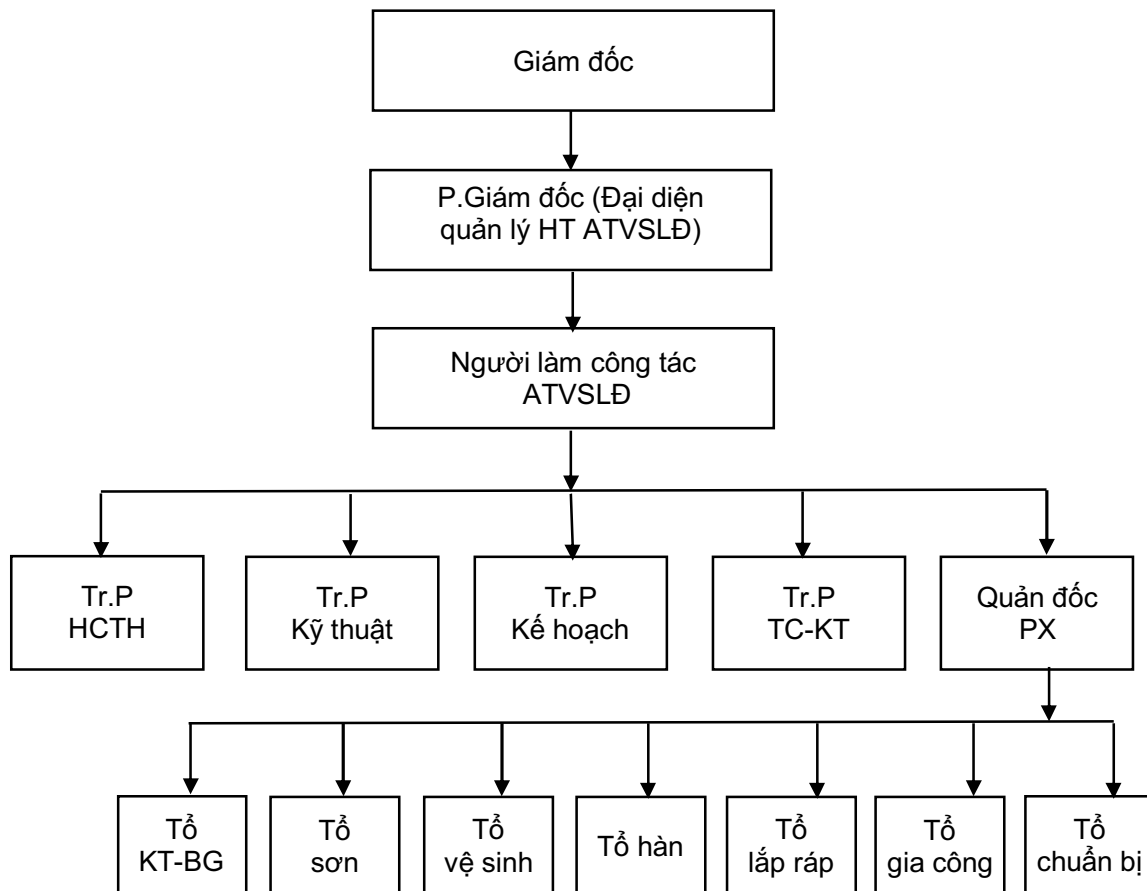 Giám đốc
P.Giám đốc (Đại diện
quản lý HT ATVSLĐ)
Người làm công tác
ATVSLĐ
Tr.P
HCTH
Tr.P
Kỹ thuật
Tr.P
Kế hoạch
Tr.P
TC-KT
Quản đốc
PX
Tổ
KT-BG
Tổ
sơn
Tổ
vệ sinh
Tổ hàn
Tổ
lắp ráp
Tổ
gia công
Tổ
chuẩn bị